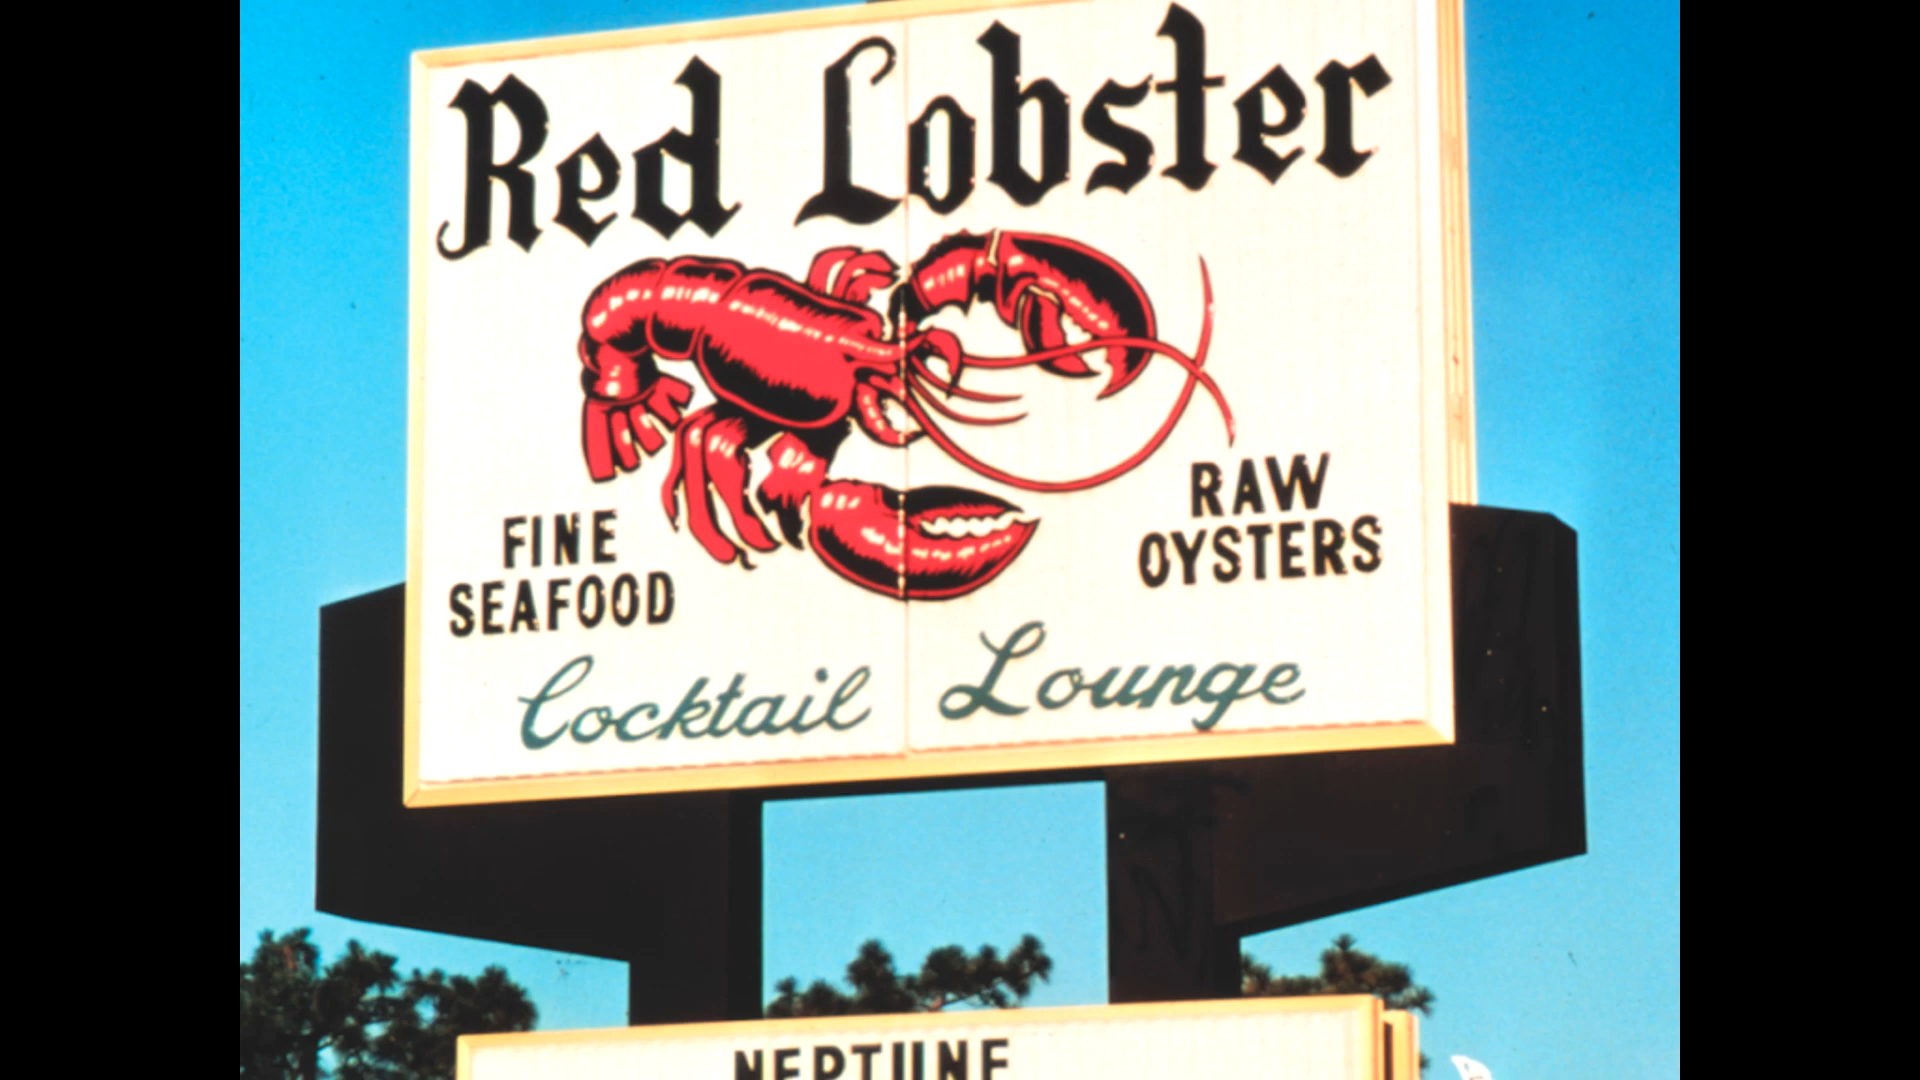 Red Lobster
FINE
SEAFOOD
RAW
OYSTERS
Cocktail Lounge
NEPTUNE